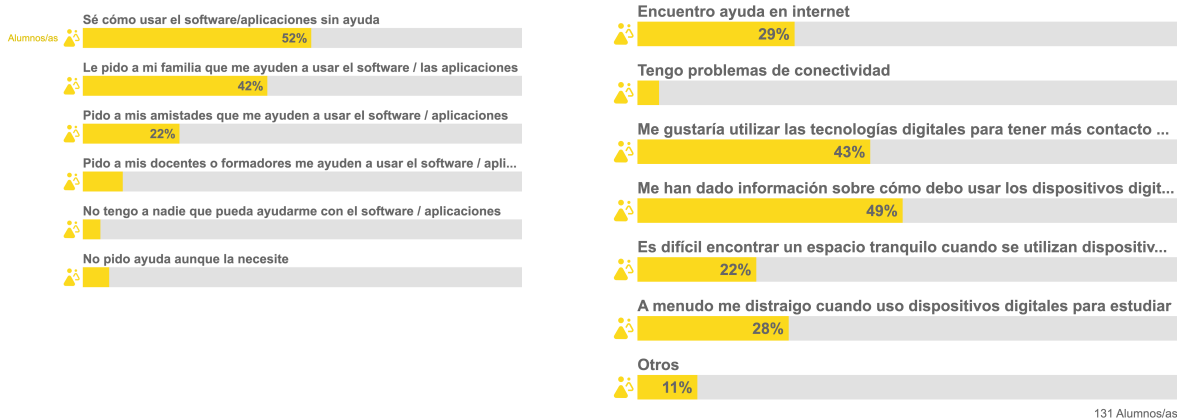 Sé cómo usar el software/aplicaciones sin ayuda
Alumnos/as
52%
Le pido a mi familia que me ayuden a usar el software / las aplicaciones
42%
Pido a mis amistades que me ayuden a usar el software / aplicaciones
22%
Pido a mis docentes o formadores me ayuden a usar el software / apli...
No tengo a nadie que pueda ayudarme con el software / aplicaciones
No pido ayuda aunque la necesite
Encuentro ayuda en internet
29%
Tengo problemas de conectividad
Me gustaría utilizar las tecnologías digitales para tener más contacto ...
43%
Me han dado información sobre cómo debo usar los dispositivos digit...
49%
Es difícil encontrar un espacio tranquilo cuando se utilizan dispositiv...
22%
A menudo me distraigo cuando uso dispositivos digitales para estudiar
28%
Otros
11%
131 Alumnos/as